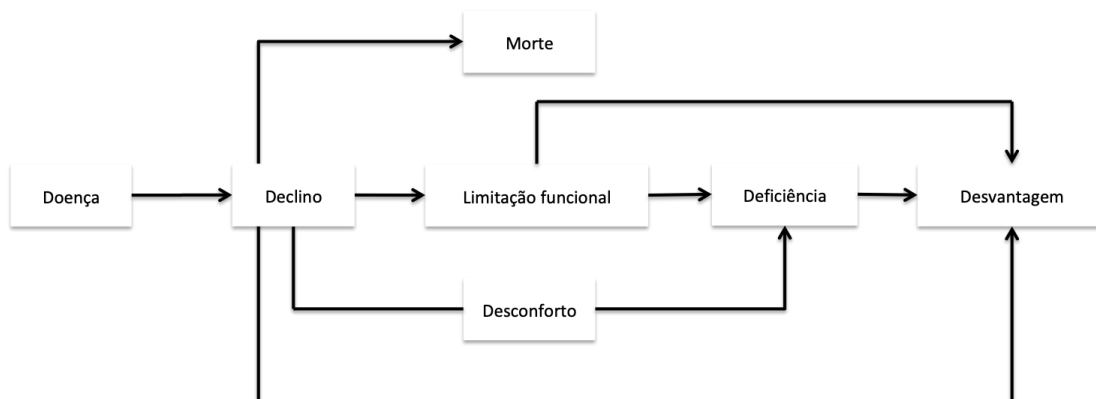 Morte
Doença
Declino
Limitação funcional
Deficiência
Desvantagem
Desconforto